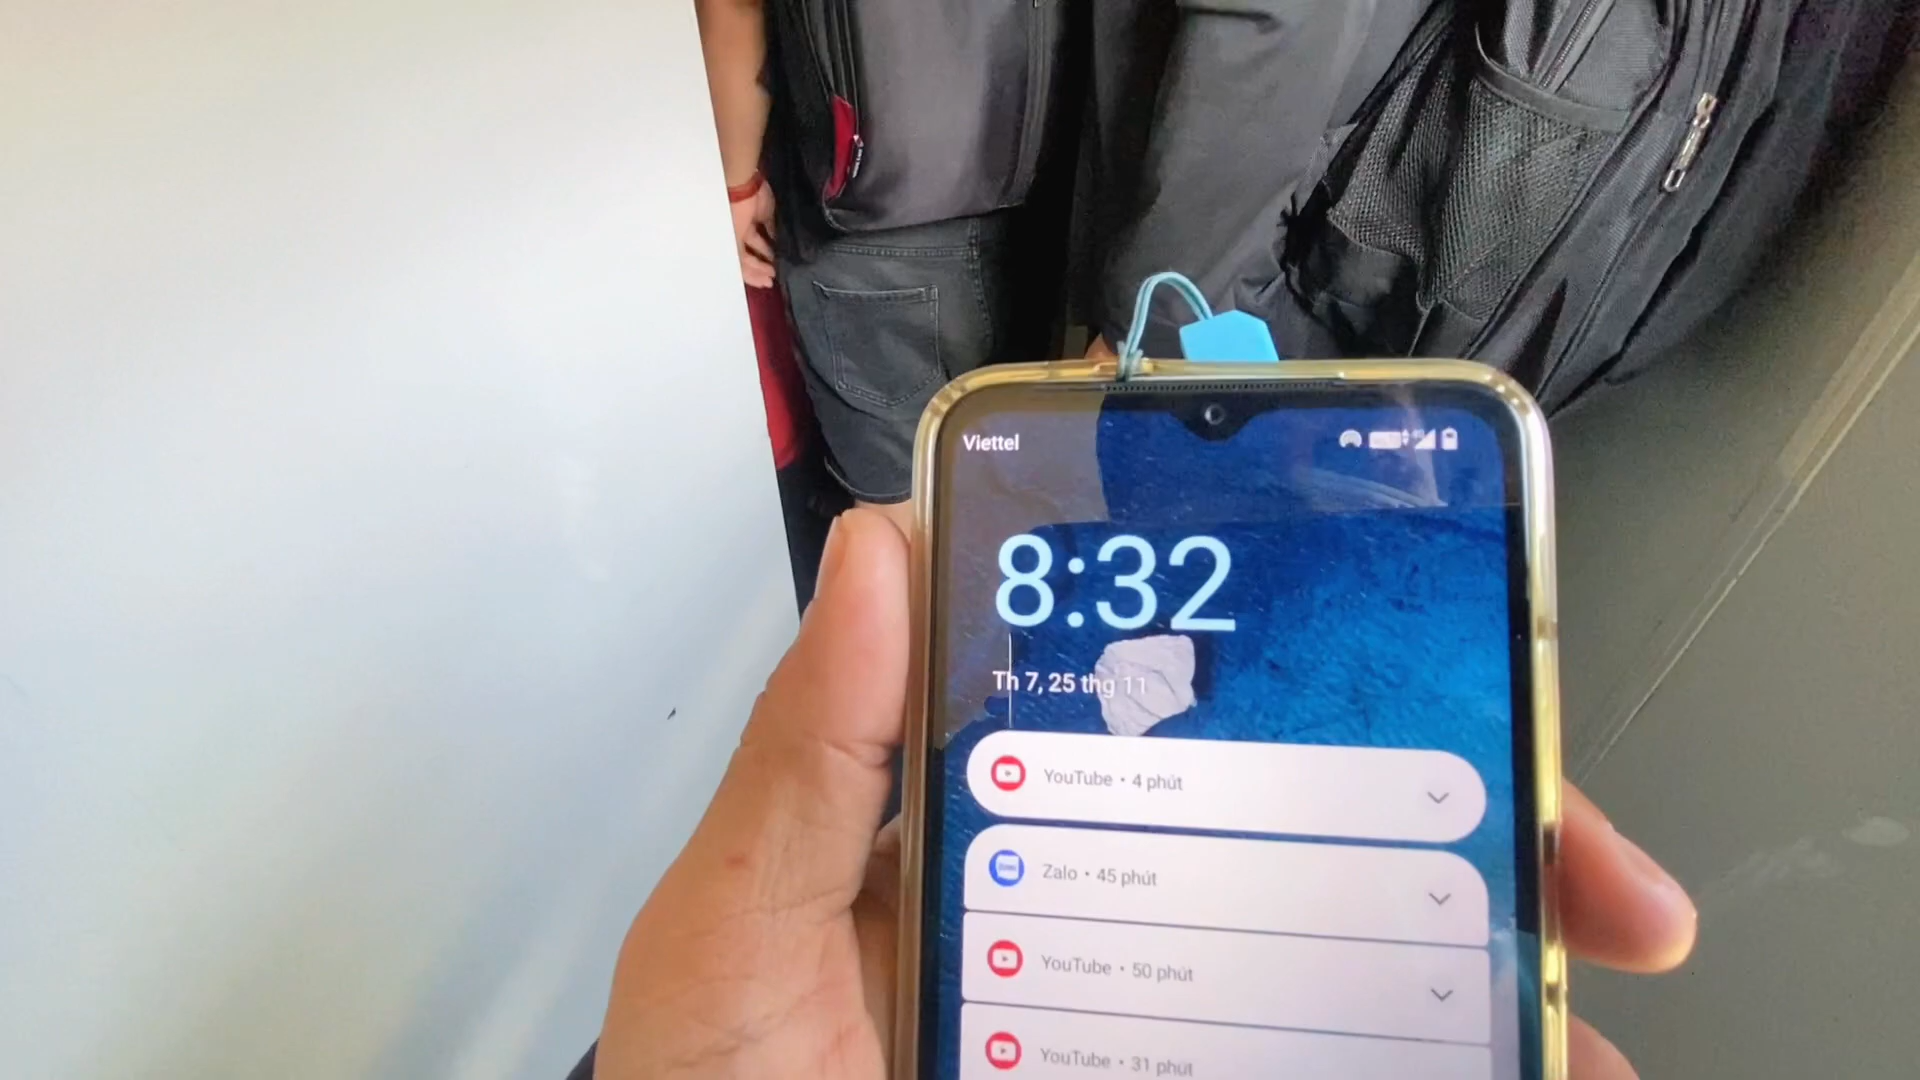 Viettel
8:32
Th 7, 25 thg 11
YouTube • 4 phút
Zalo • 45 phút
YouTube • 50 phút
YouTube • 31 phút